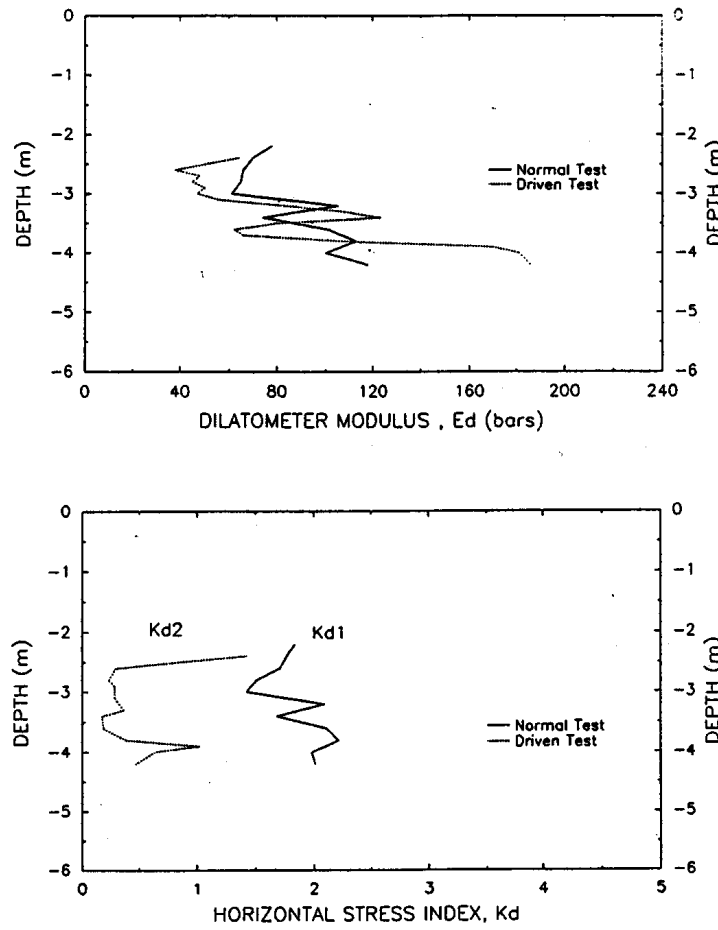 0
-1
-2
-3
-4
-5
-6
DEPTH (m)
0
-1
-2
-3
-4
-5
-6
DEPTH (m)
Normal Test
Driven Test
0 40 80 120 160 200 240
DILATOMETER MODULUS , Ed (bars)
0
-1
-2
-3
-4
-5
-6
DEPTH (m)
0
-1
-2
-3
-4
-5
-6
DEPTH (m)
Kd2 Kd1
Normal Test
Driven Test
0 1 2 3 4 5
HORIZONTAL STRESS INDEX, Kd